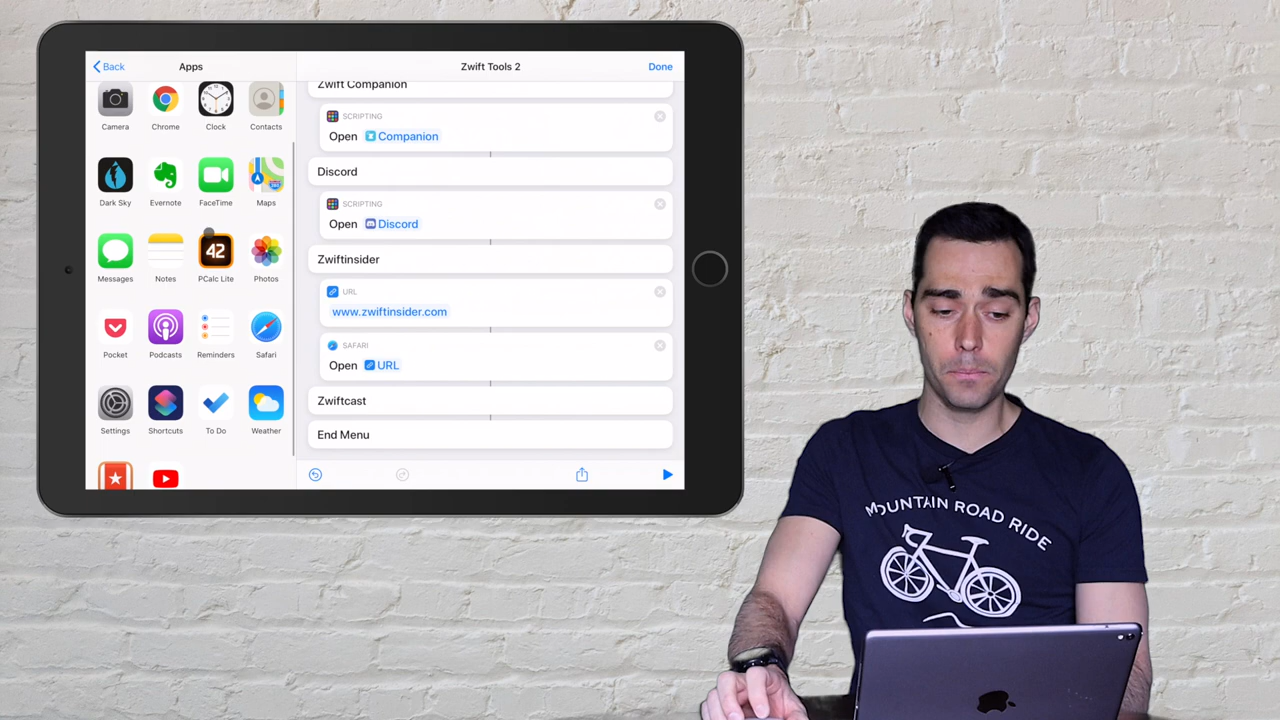 Back
Apps
Zwift Tools 2
Done
Camera
Chrome
Clock
Contacts
Dark Sky
Evernote
FaceTime
Maps
Messages
Notes
42
PCalc Lite
Photos
Pocket
Podcasts
Reminders
Safari
Settings
Shortcuts
To Do
Weather
Zwift Companion
SCRIPTING
Open Companion
Discord
SCRIPTING
Open Discord
Zwiftinsider
URL
www.zwiftinsider.com
SAFARI
Open URL
Zwiftcast
End Menu
MOUNTAIN ROAD RIDE